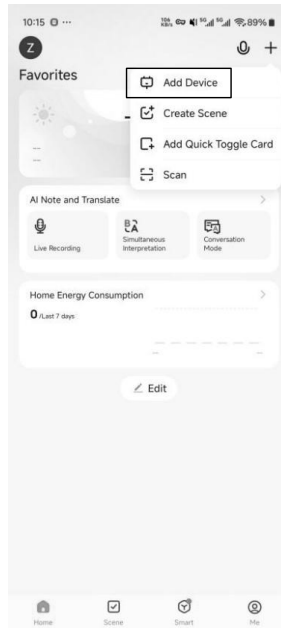 10:15
89%
Z
Favorites
Add Device
Create Scene
Add Quick Toggle Card
Scan
--
--
AI Note and Translate
Live Recording
Simultaneous
Interpretation
Conversation
Mode
Home Energy Consumption
0 /Last 7 days
Edit
Home
Scene
Smart
Me